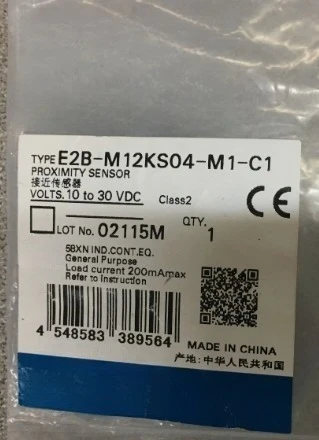 TYPE E2B-M12KS04-M1-C1
PROXIMITY SENSOR
接近传感器
VOLTS. 10 to 30 VDC Class2 CE
LOT No. 02115M QTY. 1
58XN IND.CONT.EQ.
General Purpose
Load current 200mAmax
Refer to Instruction
4 548583 389564
MADE IN CHINA
产地:中华人民共和国